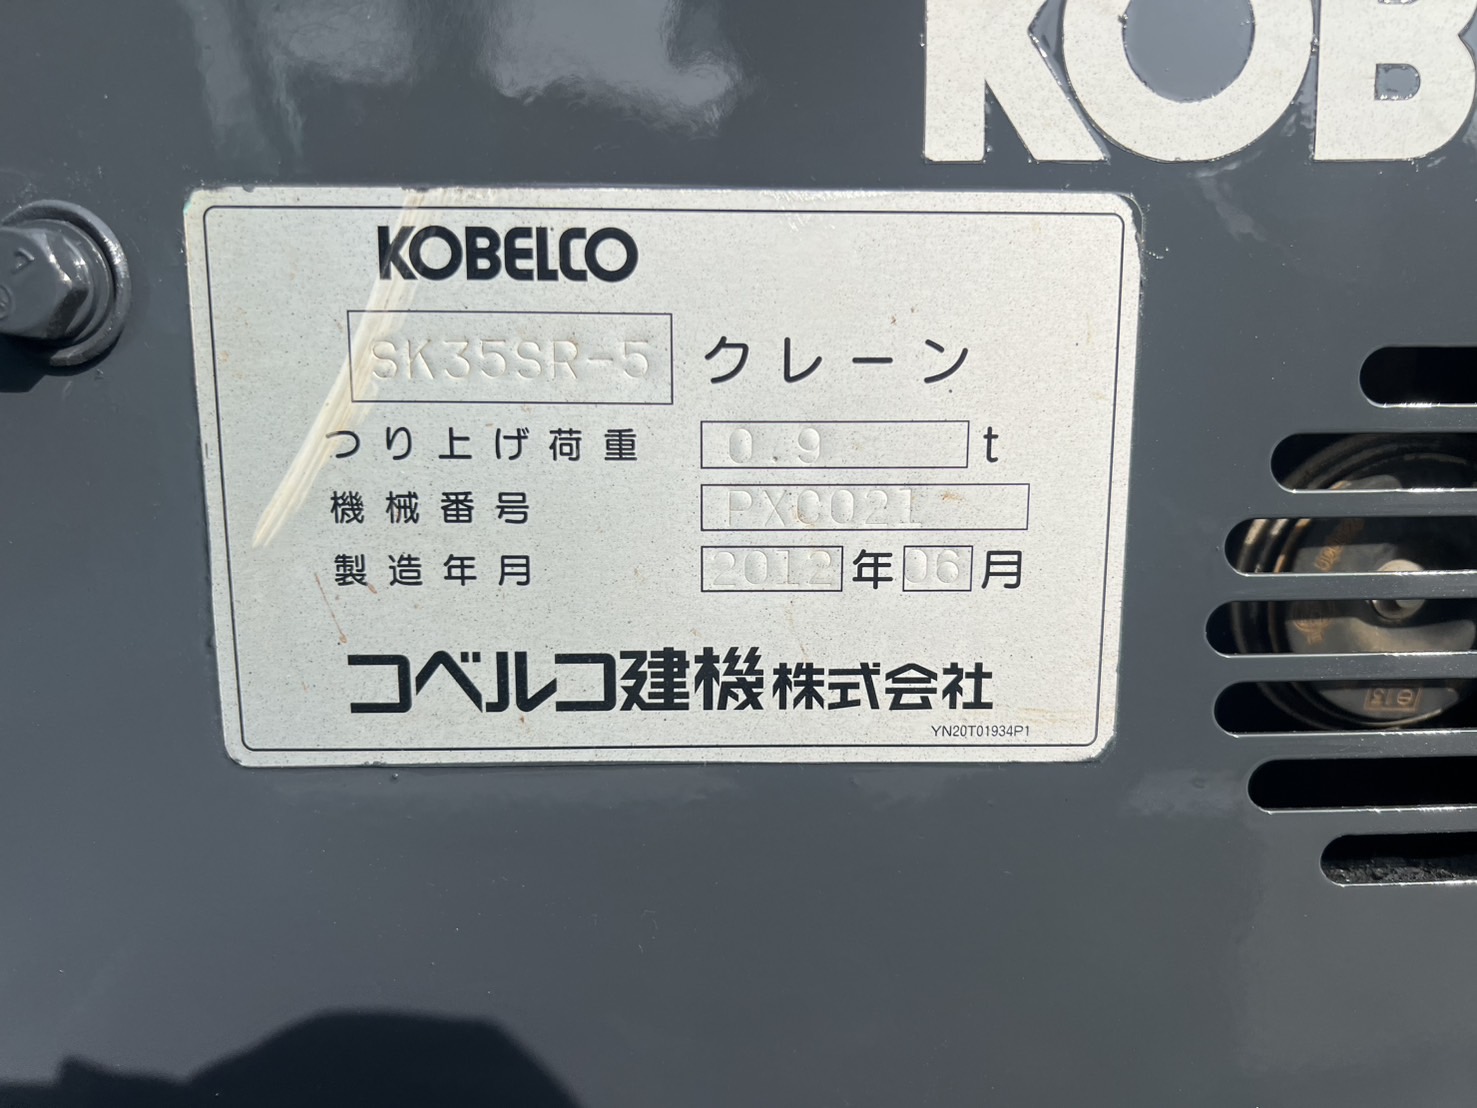 KOB
KOBELCO
SK35SR-5 クレーン
つり上げ荷重 0.9 t
機械番号 PXC021
製造年月 2012年06月
コベルコ建機株式会社
YN20T01934P1